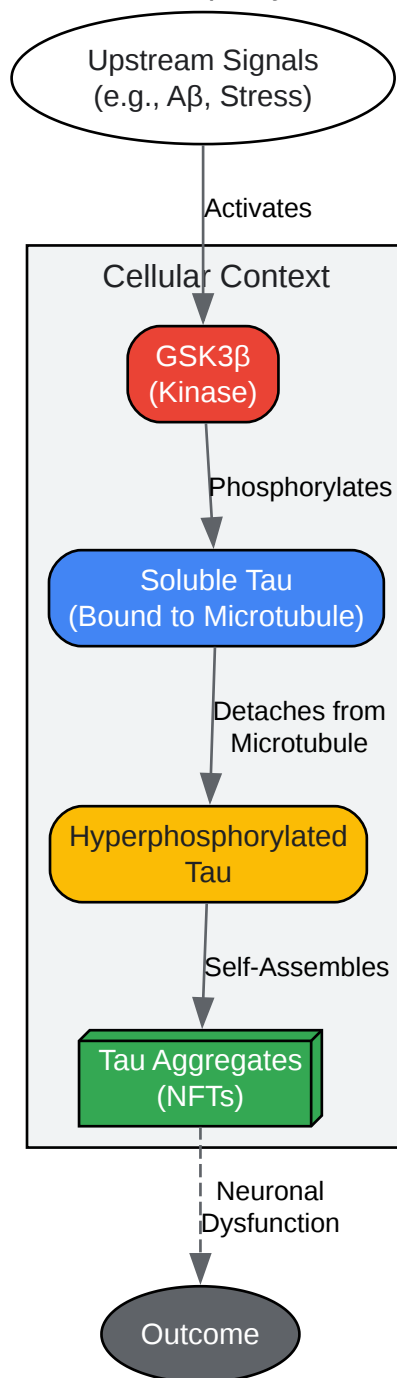 Upstream Signals
(e.g., Aβ, Stress)
Activates
Cellular Context
GSK3β
(Kinase)
Phosphorylates
Soluble Tau
(Bound to Microtubule)
Detaches from
Microtubule
Hyperphosphorylated
Tau
Self-Assembles
Tau Aggregates
(NFTs)
Neuronal
Dysfunction
Outcome